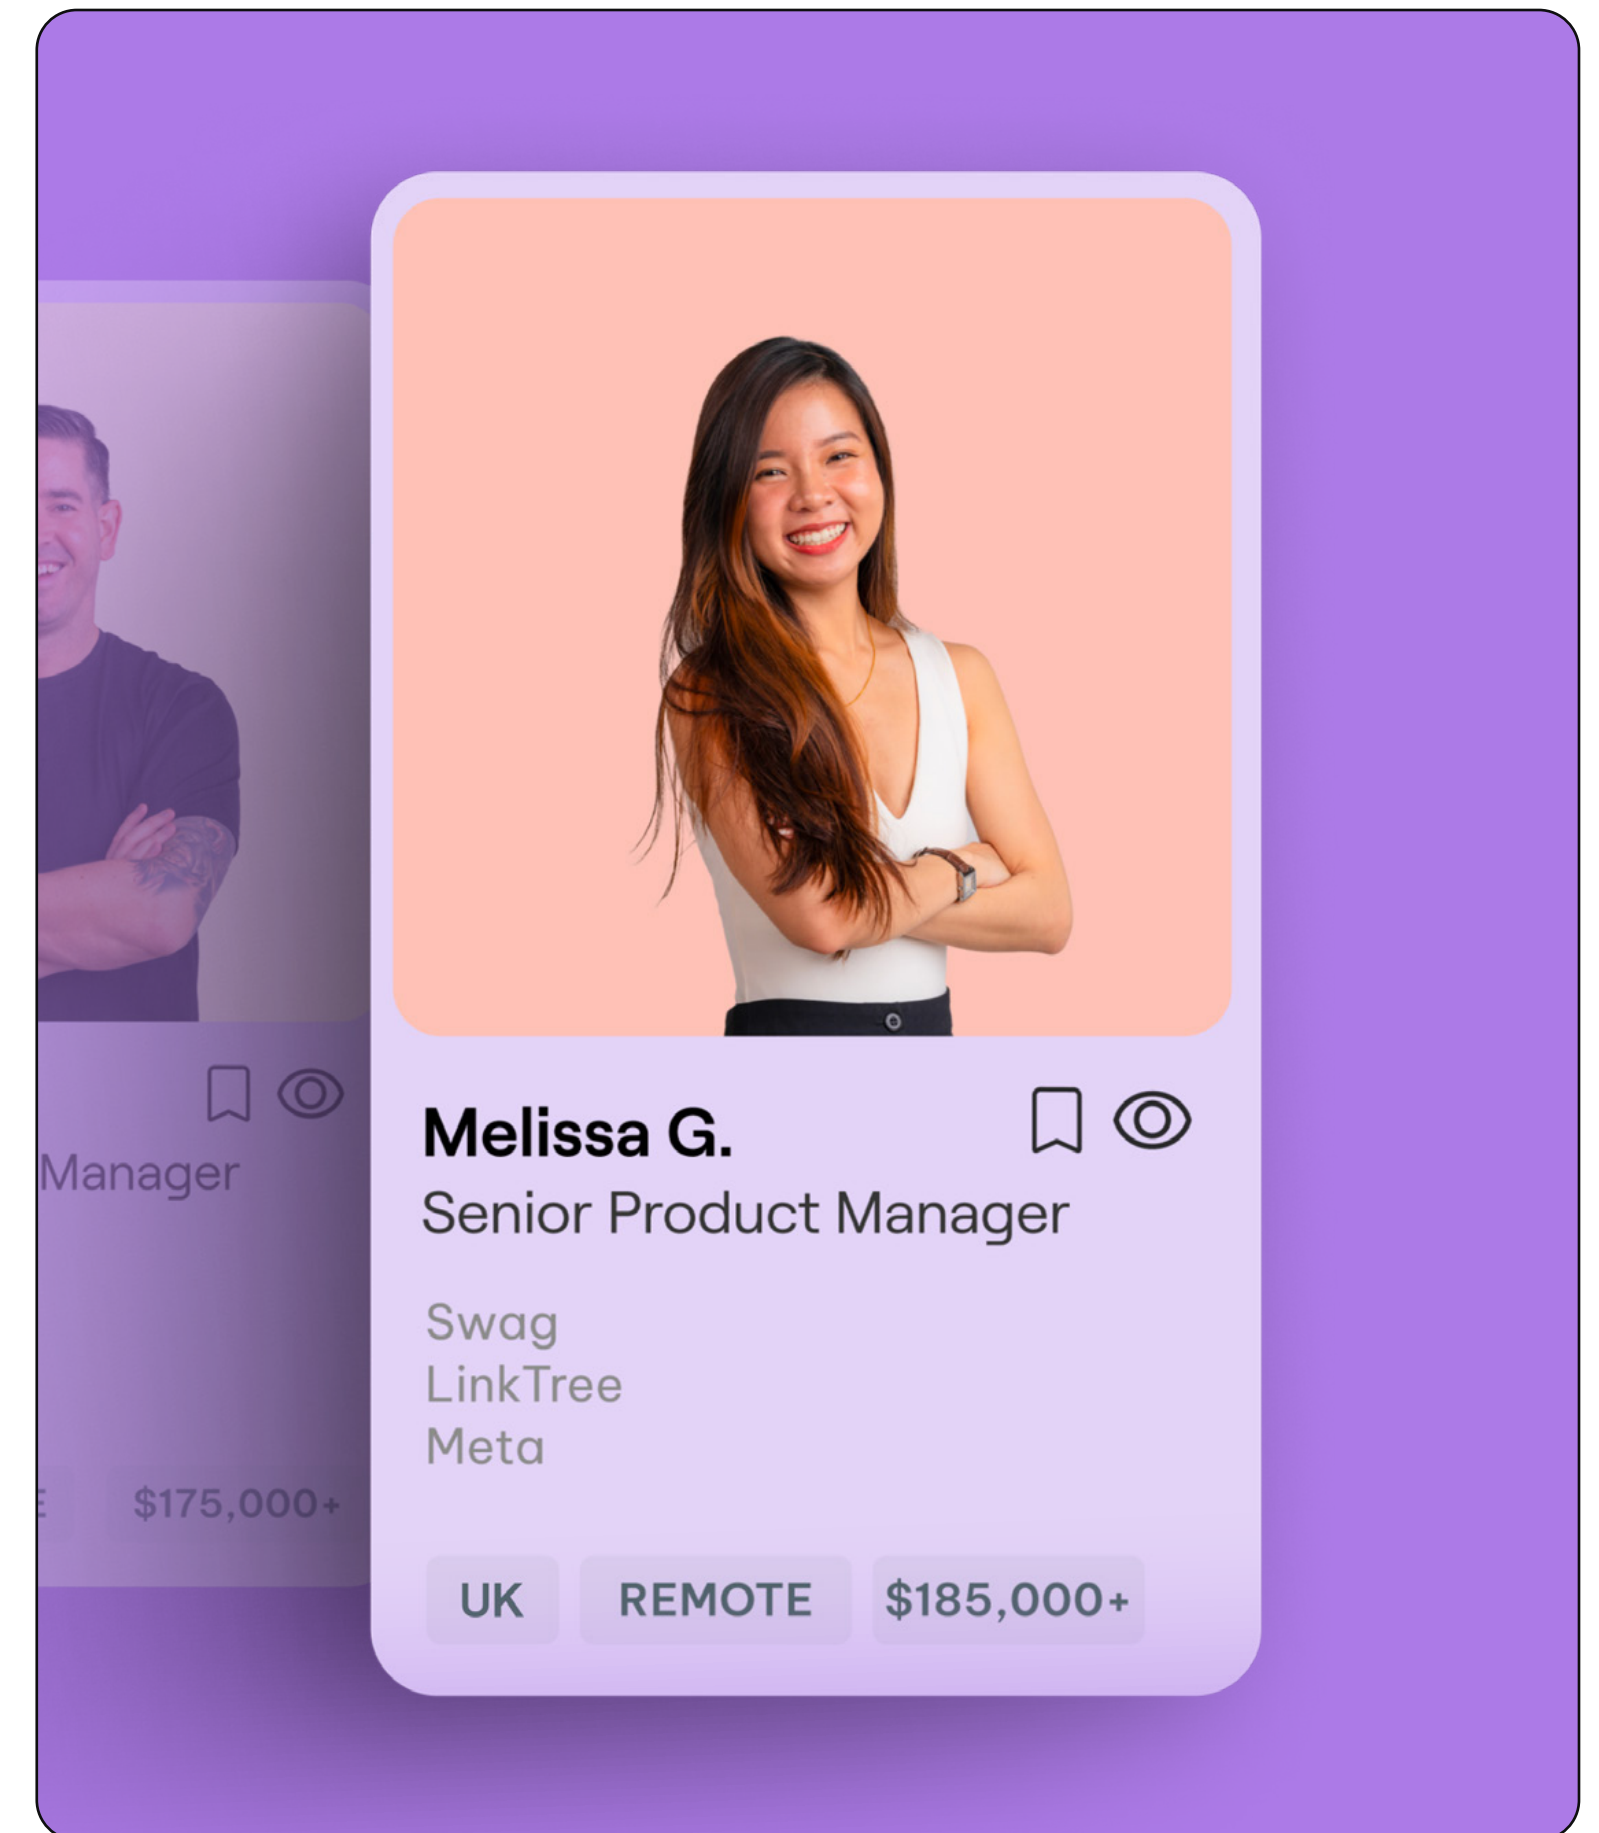 Manager
$175,000+
Melissa G.
Senior Product Manager
Swag
LinkTree
Meta
UK
REMOTE
$185,000+